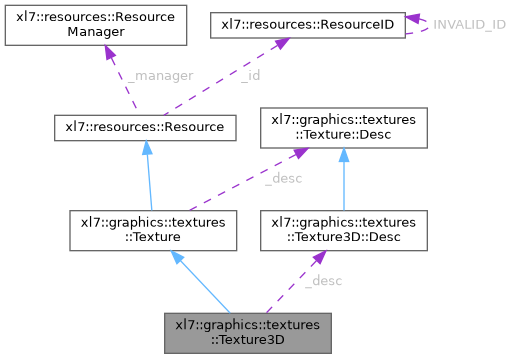 xl7::resources::Resource
Manager
xl7::resources::ResourceID
INVALID_ID
_manager
_id
xl7::resources::Resource
xl7::graphics::textures
::Texture::Desc
_desc
xl7::graphics::textures
::Texture
xl7::graphics::textures
::Texture3D::Desc
_desc
xl7::graphics::textures
::Texture3D